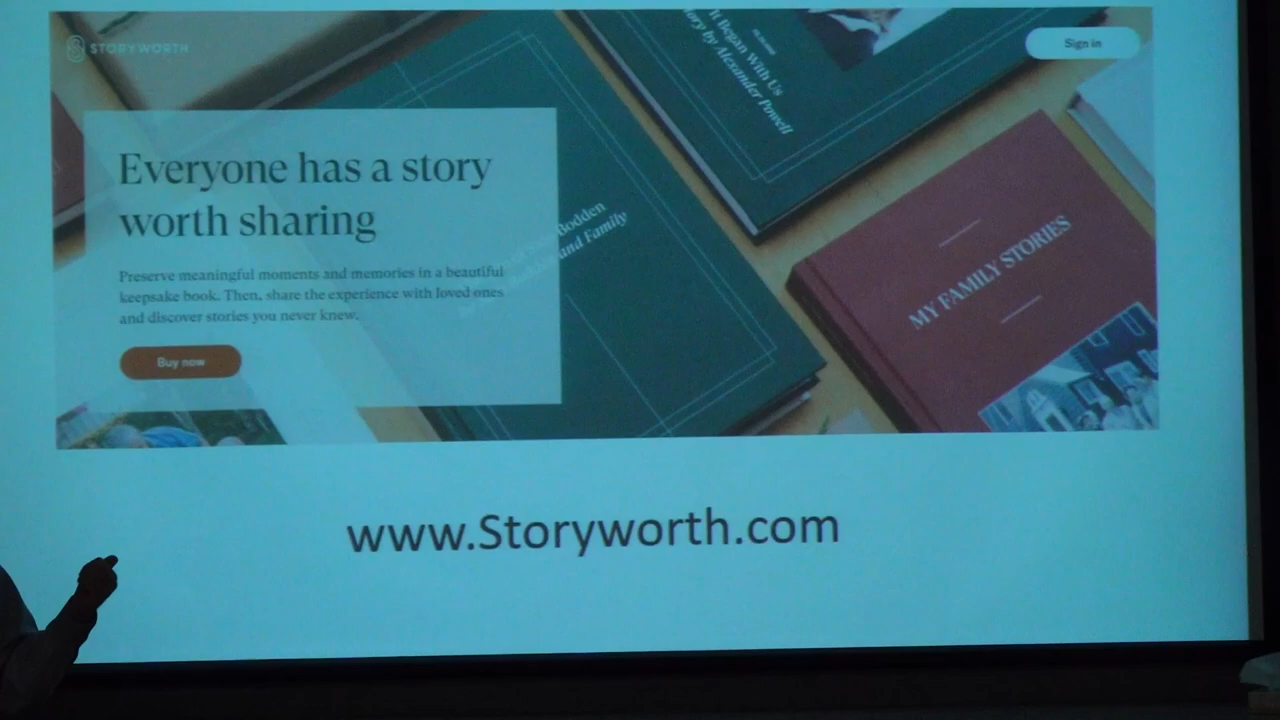 STORYWORTH
Sign in
It Began With Us
Story by Alexander Powell
Everyone has a story
worth sharing
Preserve meaningful moments and memories in a beautiful
keepsake book. Then, share the experience with loved ones
and discover stories you never knew.
Buy now
Bodden
and Family
MY FAMILY STORIES
www.Storyworth.com